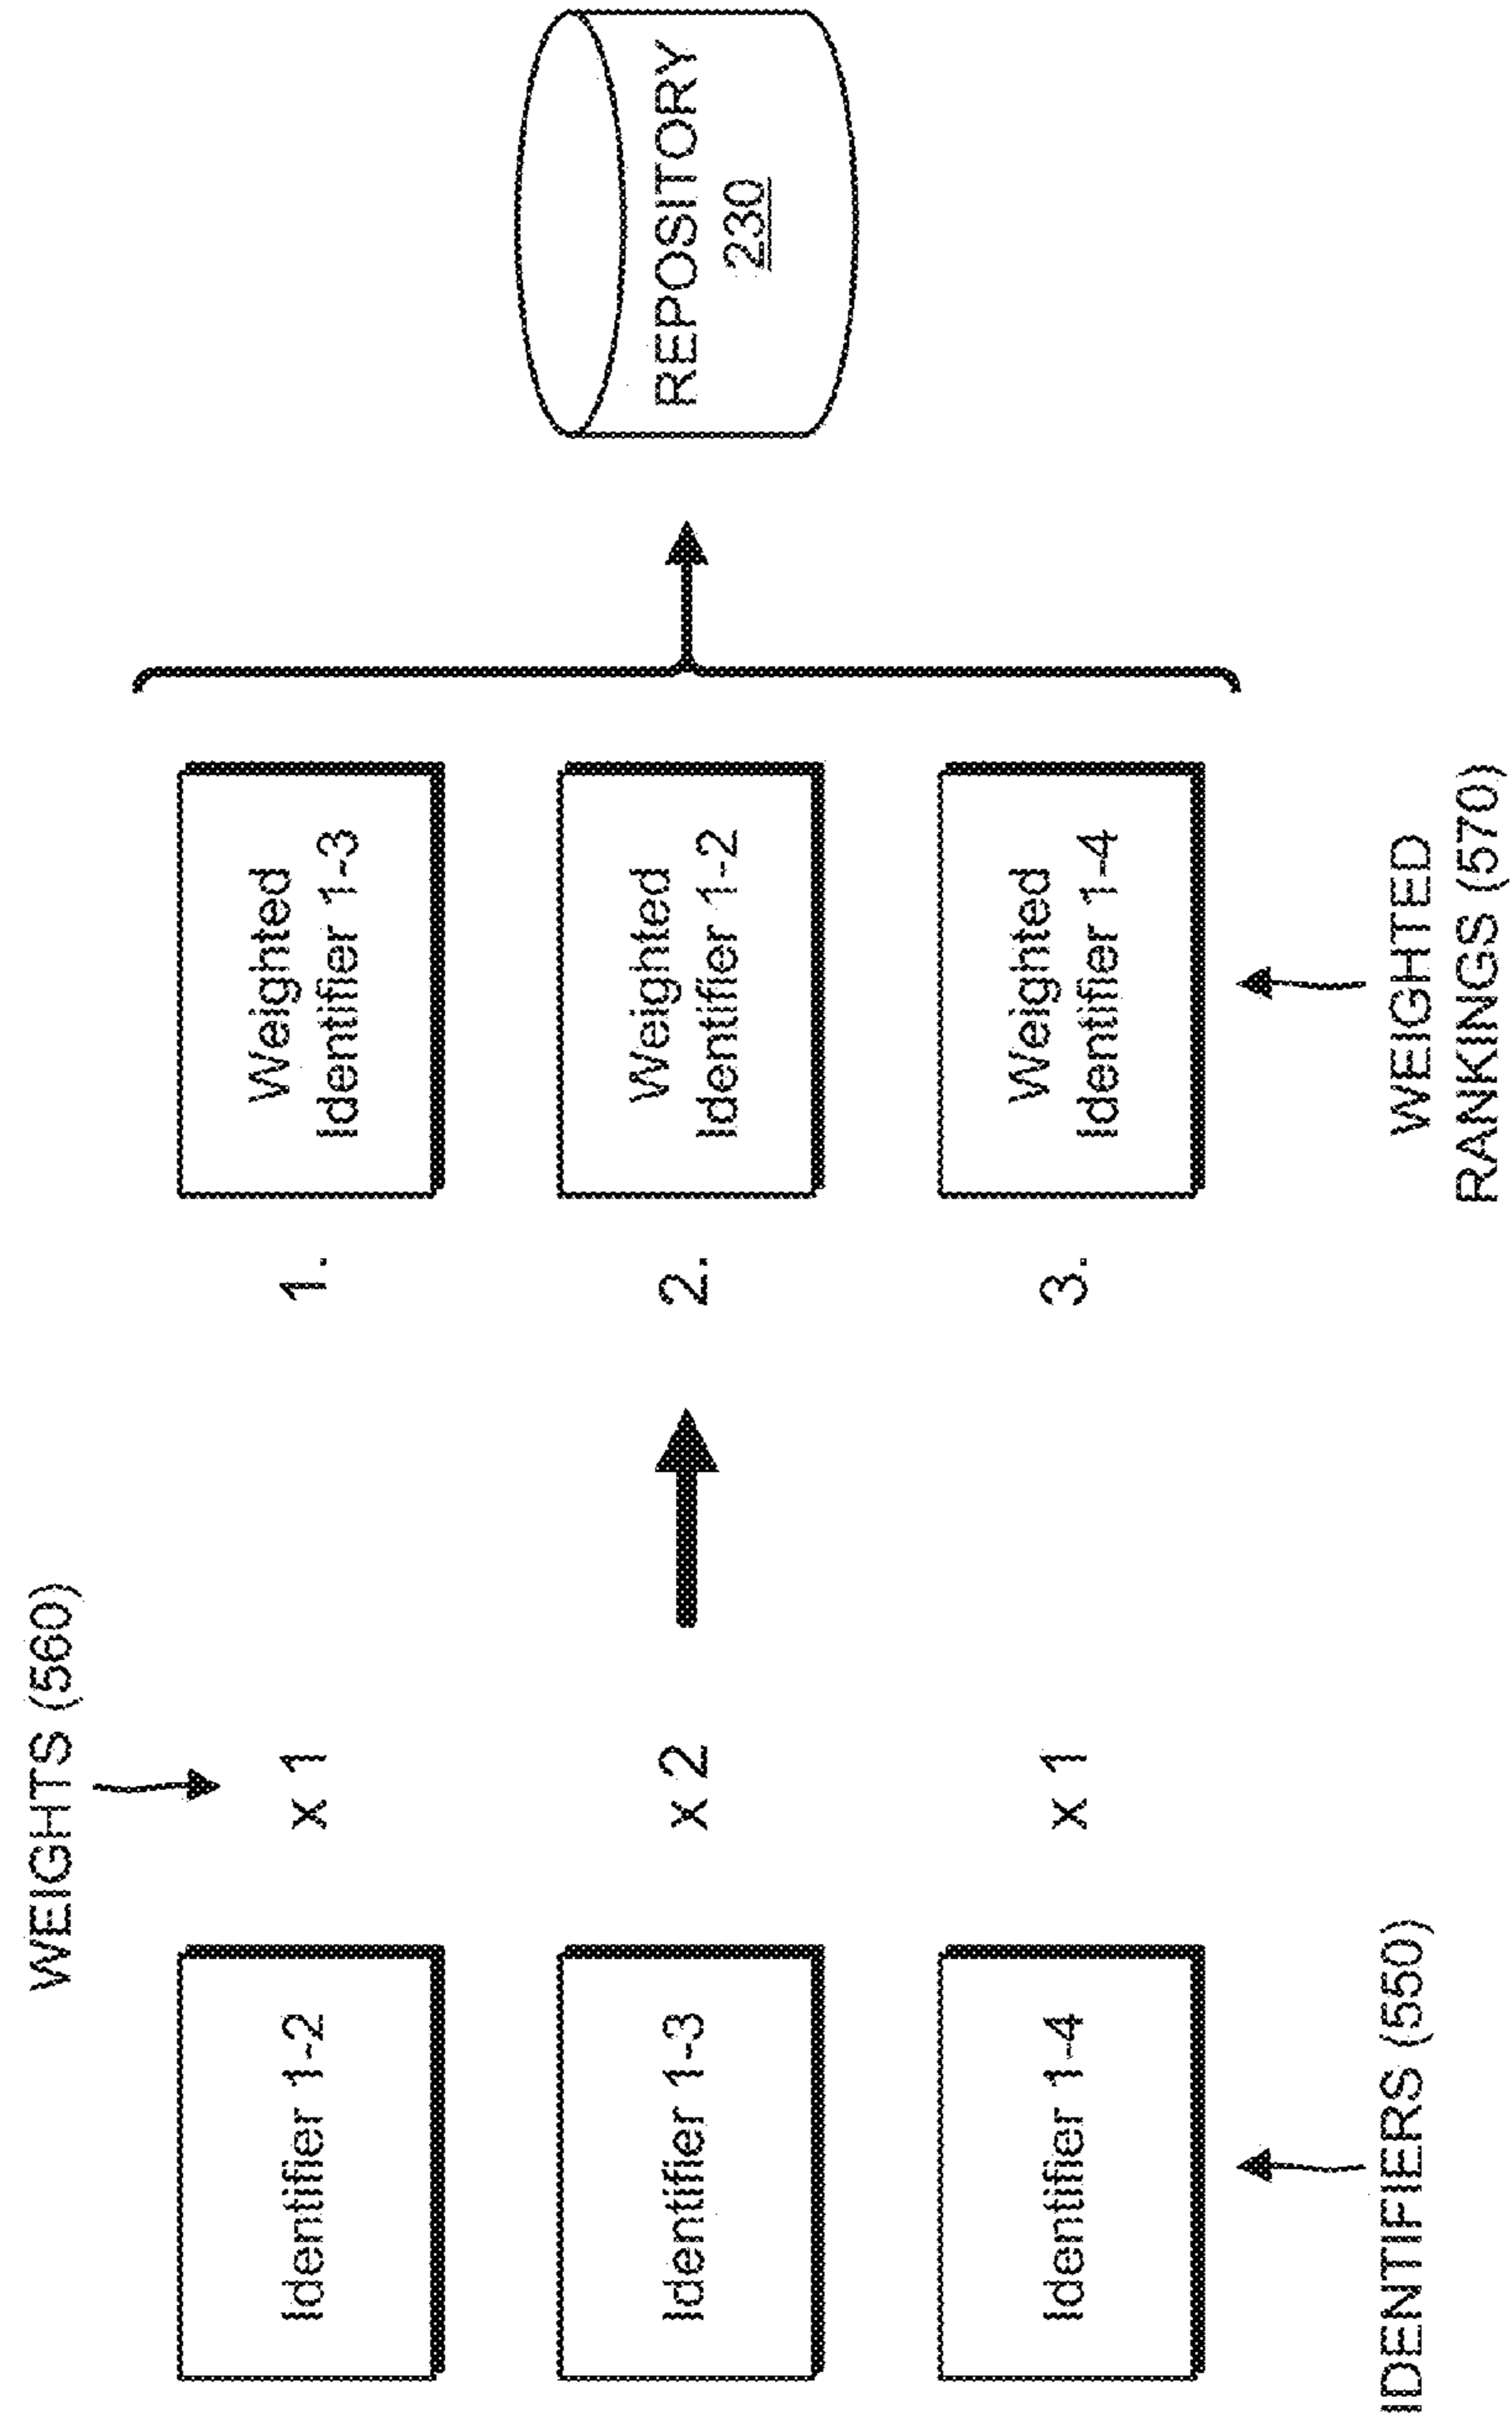 WEIGHTS (560)
Identifier 1-2
x 1
1.
Weighted
Identifier 1-3
Identifier 1-3
x 2
2.
Weighted
Identifier 1-2
REPOSITORY
230
Identifier 1-4
x 1
3.
Weighted
Identifier 1-4
IDENTIFIERS (550)
WEIGHTED
RANKINGS (570)